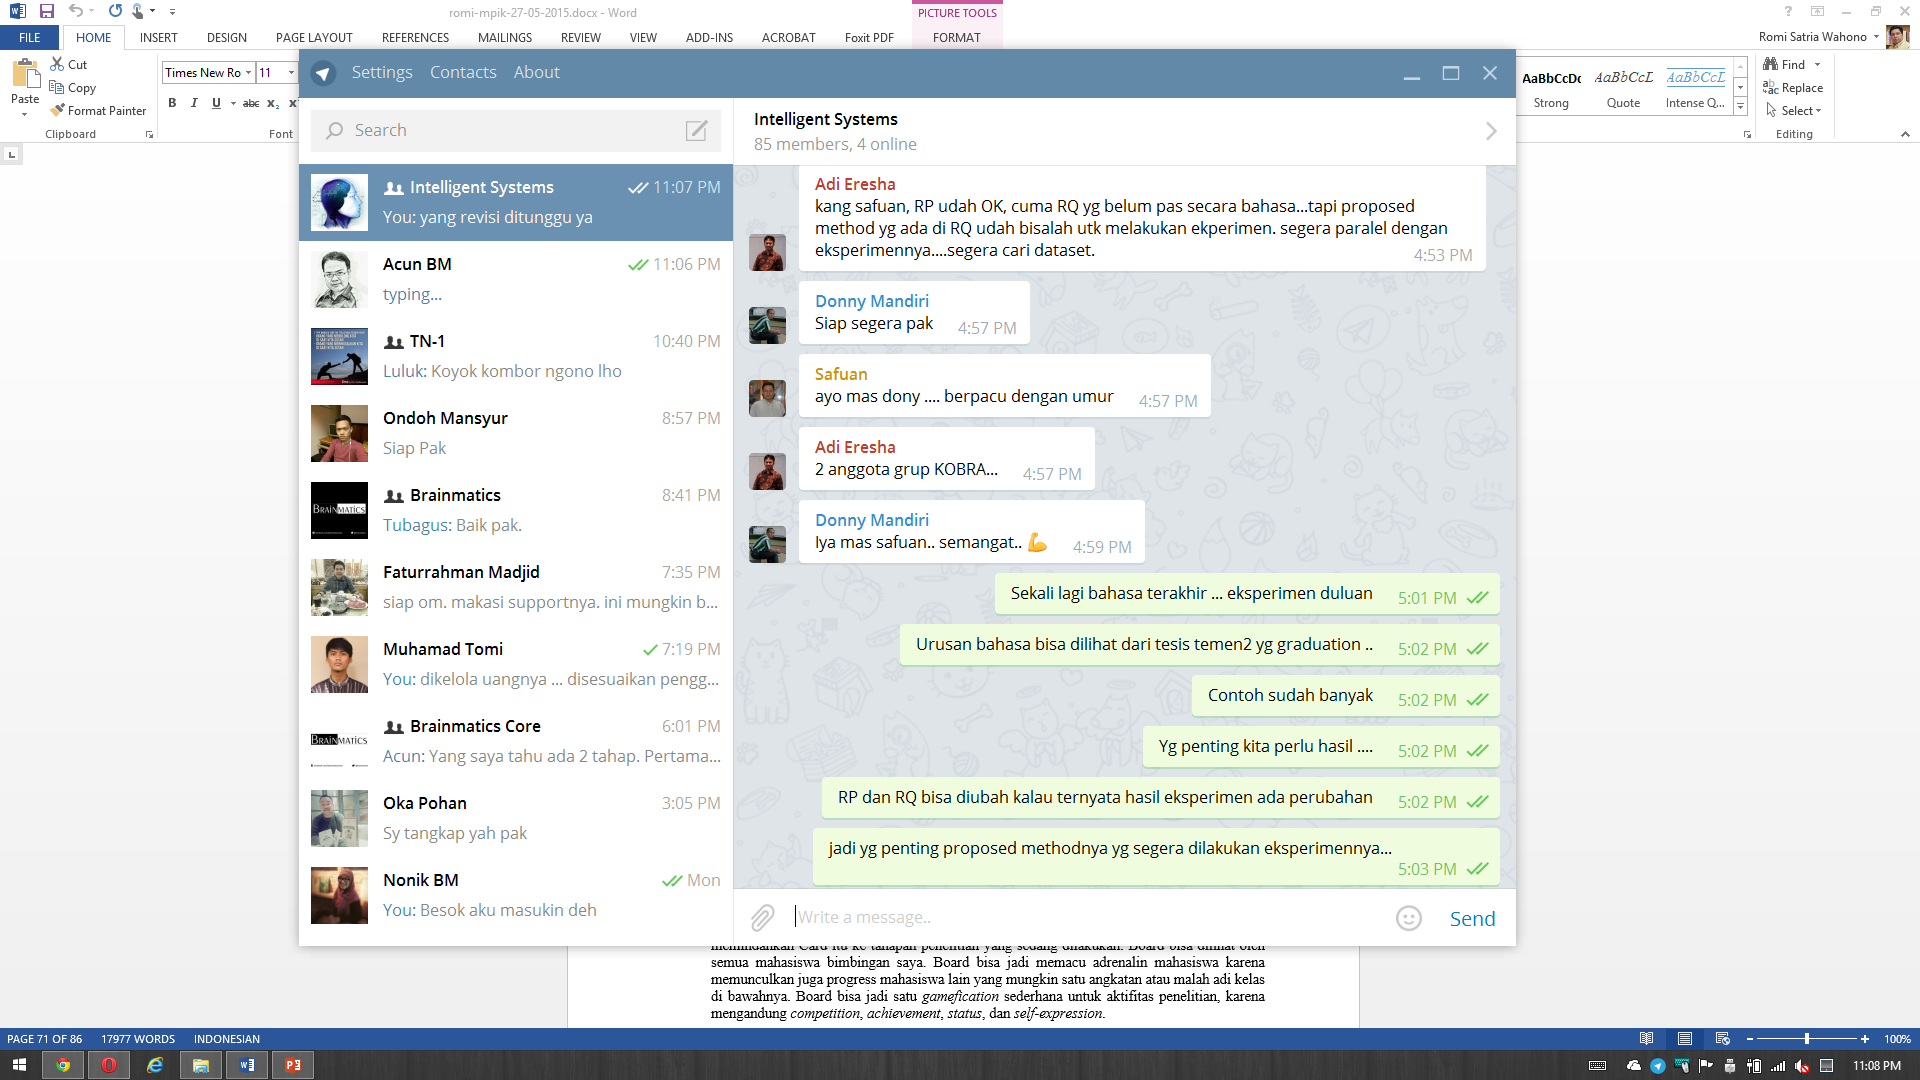 romi-mpik-27-05-2015.docx - Word
PICTURE TOOLS
FILE HOME INSERT DESIGN PAGE LAYOUT REFERENCES MAILINGS REVIEW VIEW ADD-INS ACROBAT Foxit PDF FORMAT
Romi Satria Wahono
Paste
Cut
Copy
Format Painter
Clipboard
Times New Ro 11
B I U abc X₂
Font
AaBbCcDc AaBbCcL AaBbCcL
Strong Quote Intense Q...
Find
Replace
Select
Editing
Settings Contacts About
Search
Intelligent Systems 11:07 PM
You: yang revisi ditunggu ya
Acun BM 11:06 PM
typing...
TN-1 10:40 PM
Luluk: Koyok kombor ngono lho
Ondoh Mansyur 8:57 PM
Siap Pak
BRAINMATICS
Brainmatics 8:41 PM
Tubagus: Baik pak.
Faturrahman Madjid 7:35 PM
siap om. makasi supportnya. ini mungkin b...
Muhamad Tomi 7:19 PM
You: dikelola uangnya ... disesuaikan pengg...
BRAINMATICS
Brainmatics Core 6:01 PM
Acun: Yang saya tahu ada 2 tahap. Pertama...
Oka Pohan 3:05 PM
Sy tangkap yah pak
Nonik BM Mon
You: Besok aku masukin deh
Intelligent Systems
85 members, 4 online
Adi Eresha
kang safuan, RP udah OK, cuma RQ yg belum pas secara bahasa...tapi proposed
method yg ada di RQ udah bisalah utk melakukan ekperimen. segera paralel dengan
eksperimennya....segera cari dataset.
4:53 PM
Donny Mandiri
Siap segera pak 4:57 PM
Safuan
ayo mas dony .... berpacu dengan umur 4:57 PM
Adi Eresha
2 anggota grup KOBRA... 4:57 PM
Donny Mandiri
Iya mas safuan.. semangat.. 💪 4:59 PM
Sekali lagi bahasa terakhir ... eksperimen duluan 5:01 PM
Urusan bahasa bisa dilihat dari tesis temen2 yg graduation .. 5:02 PM
Contoh sudah banyak 5:02 PM
Yg penting kita perlu hasil .... 5:02 PM
RP dan RQ bisa diubah kalau ternyata hasil eksperimen ada perubahan 5:02 PM
jadi yg penting proposed methodnya yg segera dilakukan eksperimennya...
5:03 PM
Write a message..
Send
memindahkan Card itu ke tahapan penelitian yang sedang dilakukan. Board bisa dilihat oleh
semua mahasiswa bimbingan saya. Board bisa jadi memacu adrenalin mahasiswa karena
memunculkan juga progress mahasiswa lain yang mungkin satu angkatan atau malah adi kelas
di bawahnya. Board bisa jadi satu gamefication sederhana untuk aktifitas penelitian, karena
mengandung competition, achievement, status, dan self-expression.
PAGE 71 OF 86 17977 WORDS INDONESIAN
100%
11:08 PM